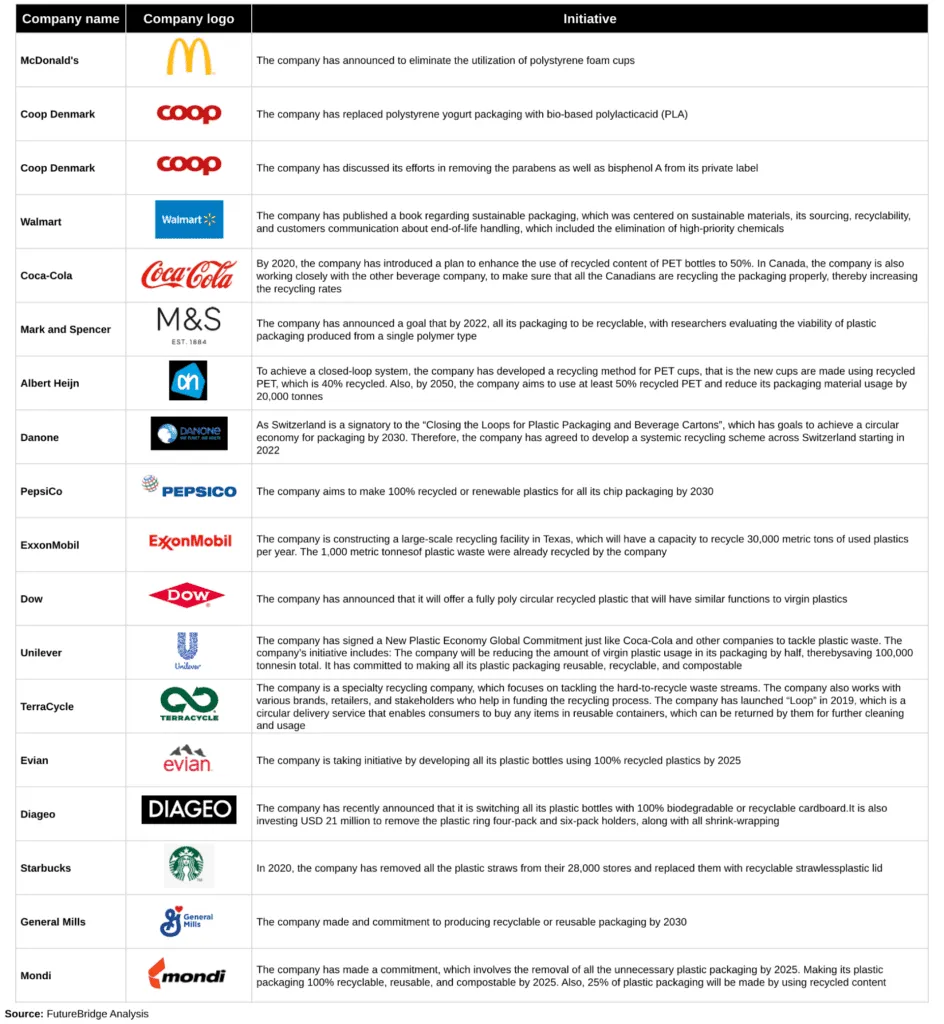 Company name Company logo Initiative
McDonald's The company has announced to eliminate the utilization of polystyrene foam cups
Coop Denmark coop The company has replaced polystyrene yogurt packaging with bio-based polylacticacid (PLA)
Coop Denmark coop The company has discussed its efforts in removing the parabens as well as bisphenol A from its private label
Walmart Walmart The company has published a book regarding sustainable packaging, which was centered on sustainable materials, its sourcing, recyclability,
and customers communication about end-of-life handling, which included the elimination of high-priority chemicals
Coca-Cola Coca-Cola By 2020, the company has introduced a plan to enhance the use of recycled content of PET bottles to 50%. In Canada, the company is also
working closely with the other beverage company, to make sure that all the Canadians are recycling the packaging properly, thereby increasing
the recycling rates
Mark and Spencer M&S
EST. 1884
The company has announced a goal that by 2022, all its packaging to be recyclable, with researchers evaluating the viability of plastic
packaging produced from a single polymer type
Albert Heijn ah To achieve a closed-loop system, the company has developed a recycling method for PET cups, that is the new cups are made using recycled
PET, which is 40% recycled. Also, by 2050, the company aims to use at least 50% recycled PET and reduce its packaging material usage by
20,000 tonnes
Danone DANONE
ONE PLANET. ONE HEALTH
As Switzerland is a signatory to the “Closing the Loops for Plastic Packaging and Beverage Cartons”, which has goals to achieve a circular
economy for packaging by 2030. Therefore, the company has agreed to develop a systemic recycling scheme across Switzerland starting in
2022
PepsiCo PEPSICO The company aims to make 100% recycled or renewable plastics for all its chip packaging by 2030
ExxonMobil ExxonMobil The company is constructing a large-scale recycling facility in Texas, which will have a capacity to recycle 30,000 metric tons of used plastics
per year. The 1,000 metric tonnesof plastic waste were already recycled by the company
Dow DOW The company has announced that it will offer a fully poly circular recycled plastic that will have similar functions to virgin plastics
Unilever Unilever The company has signed a New Plastic Economy Global Commitment just like Coca-Cola and other companies to tackle plastic waste. The
company's initiative includes: The company will be reducing the amount of virgin plastic usage in its packaging by half, therebysaving 100,000
tonnesin total. It has committed to making all its plastic packaging reusable, recyclable, and compostable
TerraCycle TERRACYCLE The company is a specialty recycling company, which focuses on tackling the hard-to-recycle waste streams. The company also works with
various brands, retailers, and stakeholders who help in funding the recycling process. The company has launched “Loop” in 2019, which is a
circular delivery service that enables consumers to buy any items in reusable containers, which can be returned by them for further cleaning
and usage
Evian evian The company is taking initiative by developing all its plastic bottles using 100% recycled plastics by 2025
Diageo DIAGEO The company has recently announced that it is switching all its plastic bottles with 100% biodegradable or recyclable cardboard.It is also
investing USD 21 million to remove the plastic ring four-pack and six-pack holders, along with all shrink-wrapping
Starbucks In 2020, the company has removed all the plastic straws from their 28,000 stores and replaced them with recyclable strawlessplastic lid
General Mills General
Mills
The company made and commitment to producing recyclable or reusable packaging by 2030
Mondi mondi The company has made a commitment, which involves the removal of all the unnecessary plastic packaging by 2025. Making its plastic
packaging 100% recyclable, reusable, and compostable by 2025. Also, 25% of plastic packaging will be made by using recycled content
Source: FutureBridge Analysis